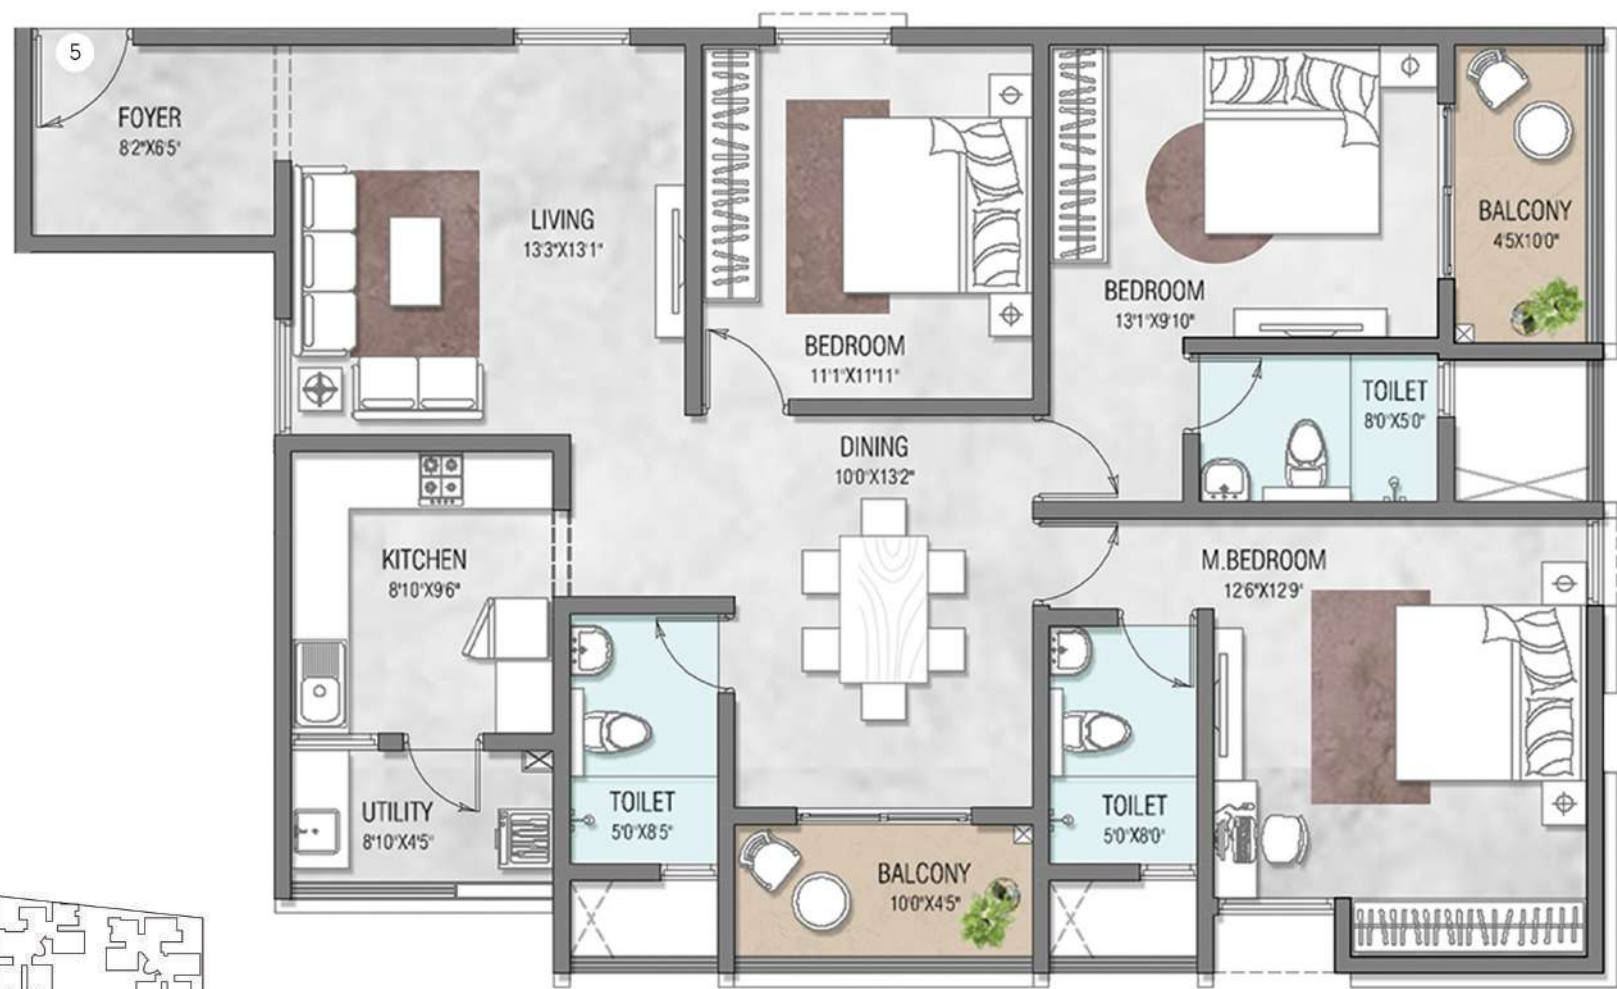 5
FOYER
8'2"X6'5"
LIVING
13'3"X13'1"
BEDROOM
11'1"X11'11"
BEDROOM
13'1"X9'10"
BALCONY
4'5X10'0"
TOILET
8'0"X5'0"
DINING
10'0"X13'2"
KITCHEN
8'10"X9'6"
M.BEDROOM
12'6"X12'9"
UTILITY
8'10"X4'5"
TOILET
5'0"X8'5"
TOILET
5'0"X8'0"
BALCONY
10'0"X4'5"